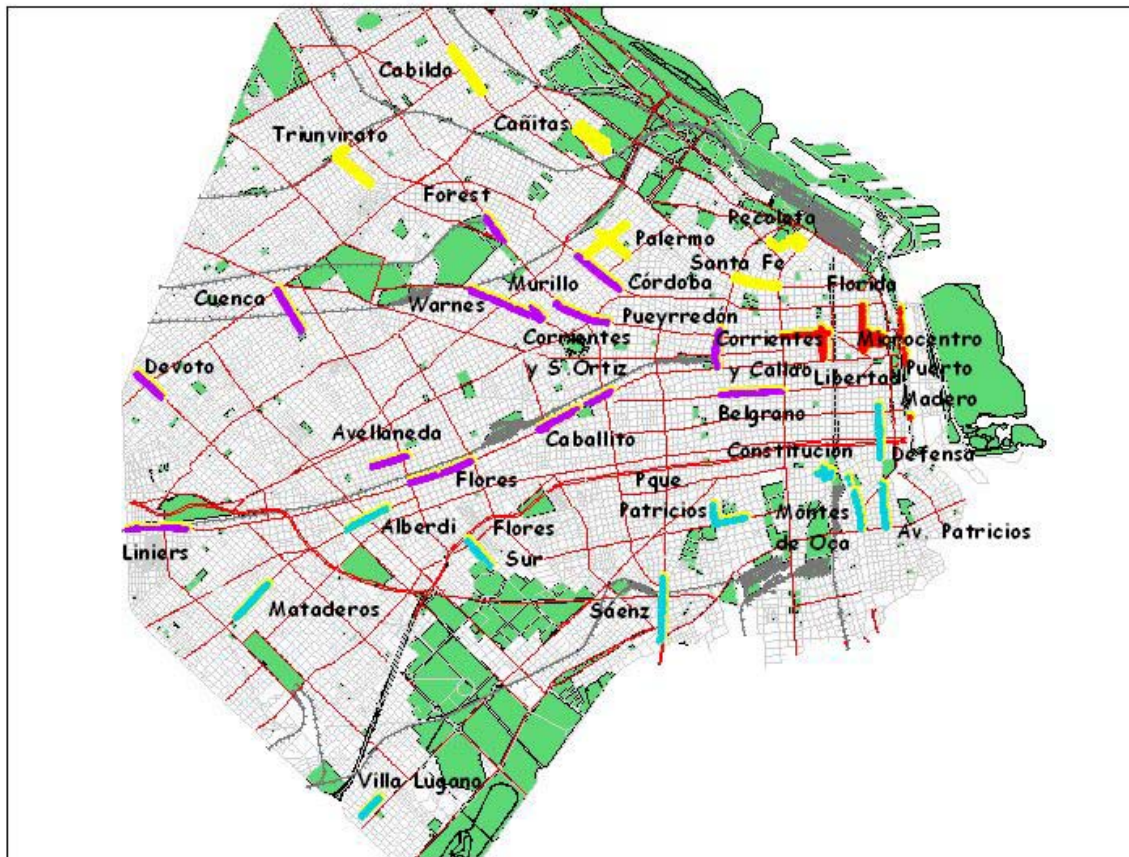 Cabildo
Cañitas
Triunvirato
Forest
Recoleta
Palermo
Santa Fe
Florida
Cuenca
Murillo
Córdoba
Warnes
Pueyrredón
Corrientes
y S. Ortiz
Corrientes
y Callao
Microcentro
Libertad
Puerto
Madero
Devoto
Belgrano
Avellaneda
Caballito
Constitución
Defensa
Flores
Pque
Patricios
Alberdi
Flores
Sur
Montes
de Oca
Av. Patricios
Liniers
Mataderos
Sáenz
Villa Lugano